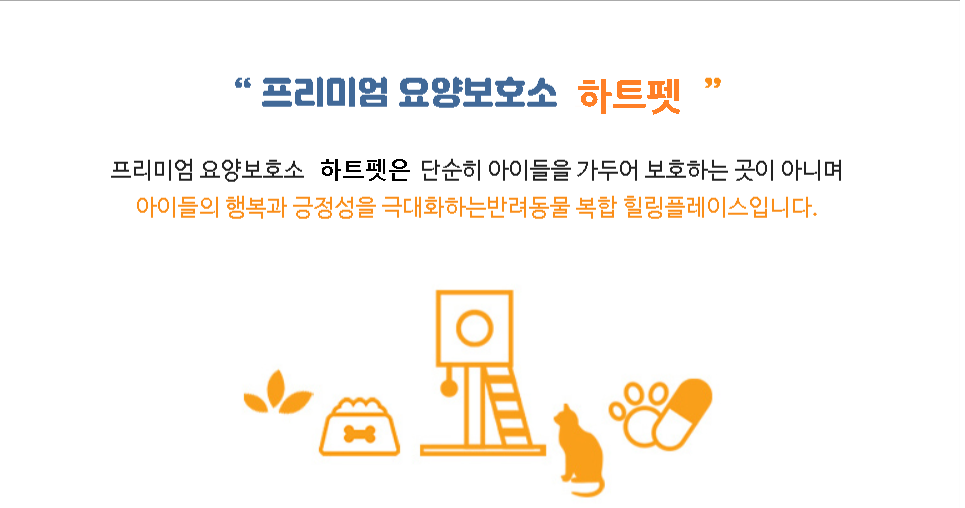 “ 프리미엄 요양보호소 하트펫 ”
프리미엄 요양보호소 하트펫은 단순히 아이들을 가두어 보호하는 곳이 아니며
아이들의 행복과 긍정성을 극대화하는반려동물 복합 힐링플레이스입니다.